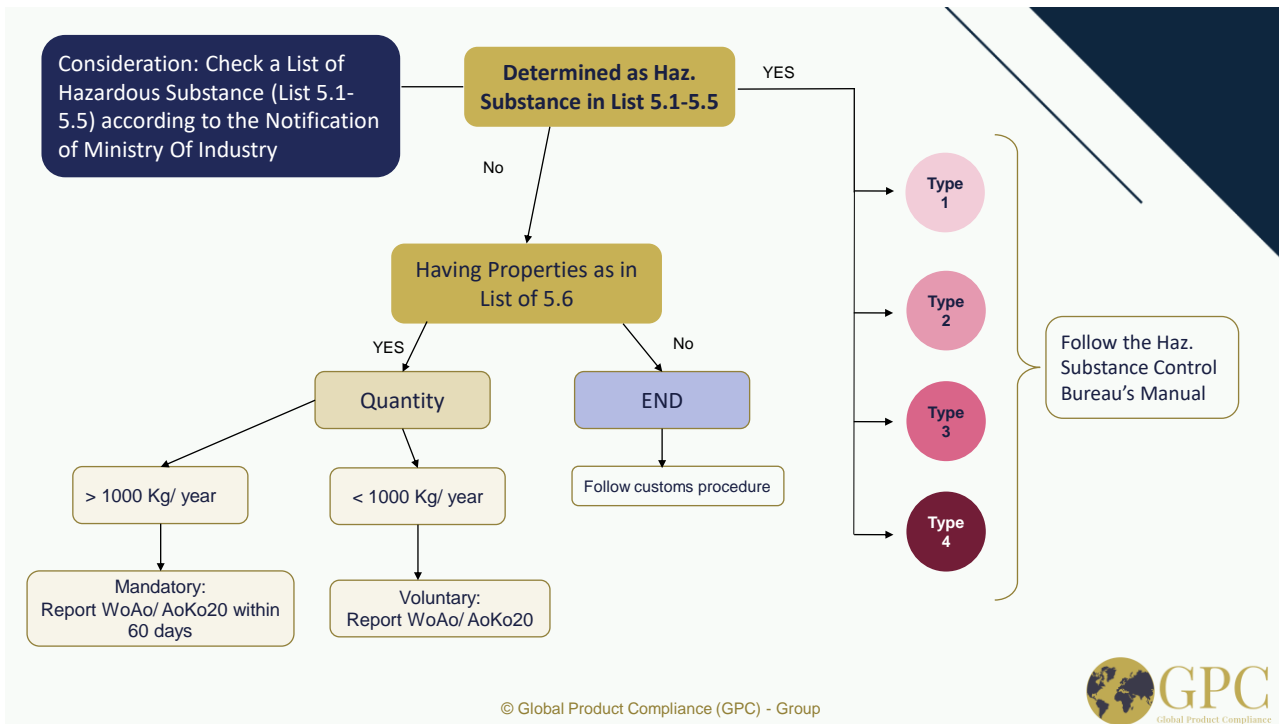 Consideration: Check a List of
Hazardous Substance (List 5.1-
5.5) according to the Notification
of Ministry Of Industry
Determined as Haz.
Substance in List 5.1-5.5
YES
No
Having Properties as in
List of 5.6
YES
No
Quantity
END
> 1000 Kg/ year
< 1000 Kg/ year
Follow customs procedure
Mandatory:
Report WoAo/ AoKo20 within
60 days
Voluntary:
Report WoAo/ AoKo20
Type
1
Type
2
Type
3
Type
4
Follow the Haz.
Substance Control
Bureau’s Manual
© Global Product Compliance (GPC) - Group
GPC
Global Product Compliance